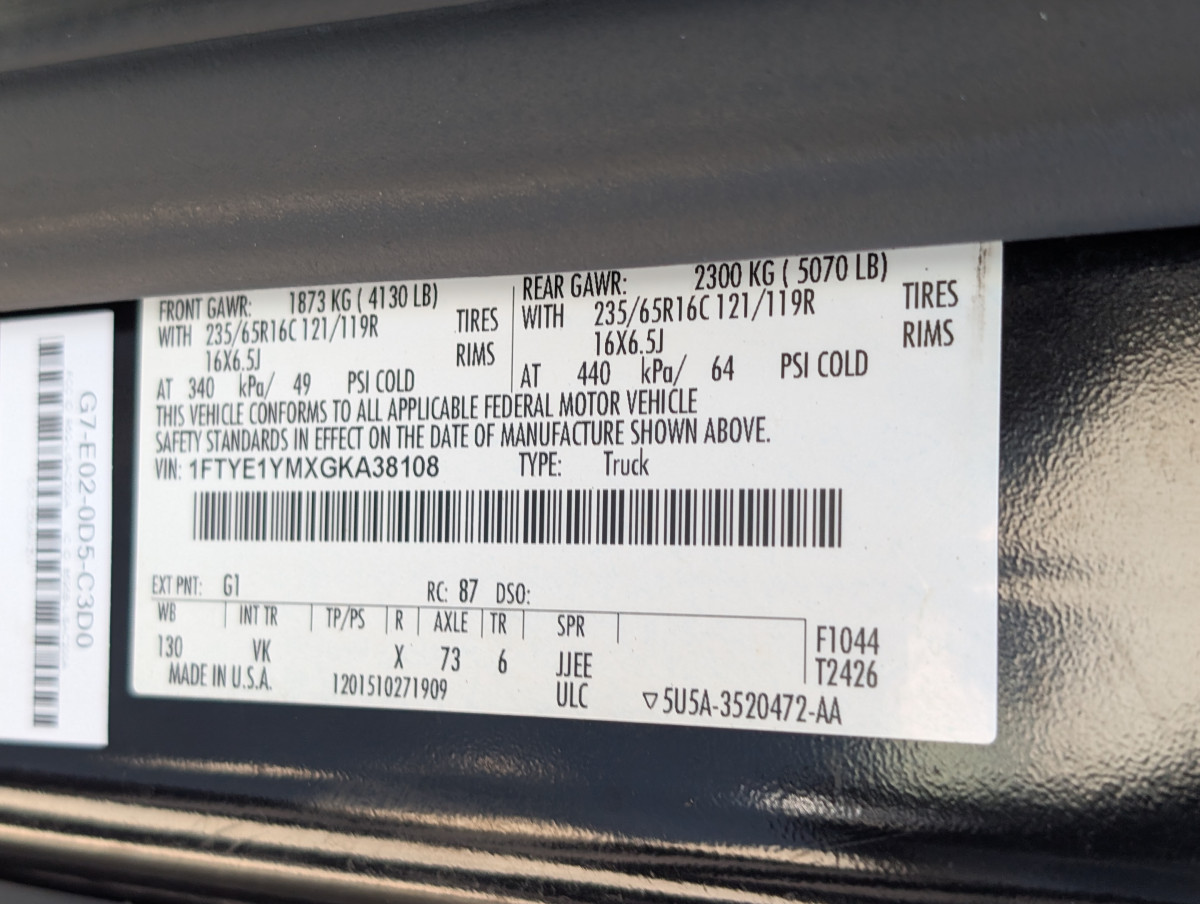 G7-E02-0D5-C3D0
FRONT GAWR: 1873 KG ( 4130 LB)
WITH 235/65R16C 121/119R TIRES
16X6.5J RIMS
AT 340 kPa/ 49 PSI COLD
REAR GAWR: 2300 KG ( 5070 LB)
WITH 235/65R16C 121/119R TIRES
16X6.5J RIMS
AT 440 kPa/ 64 PSI COLD
THIS VEHICLE CONFORMS TO ALL APPLICABLE FEDERAL MOTOR VEHICLE
SAFETY STANDARDS IN EFFECT ON THE DATE OF MANUFACTURE SHOWN ABOVE.
VIN: 1FTYE1YMXGKA38108 TYPE: Truck
EXT PNT: G1 RC: 87 DSO:
WB INT TR TP/PS R AXLE TR SPR
130 VK X 73 6 JJEE
F1044
T2426
MADE IN U.S.A. 1201510271909 ULC ▽5U5A-3520472-AA